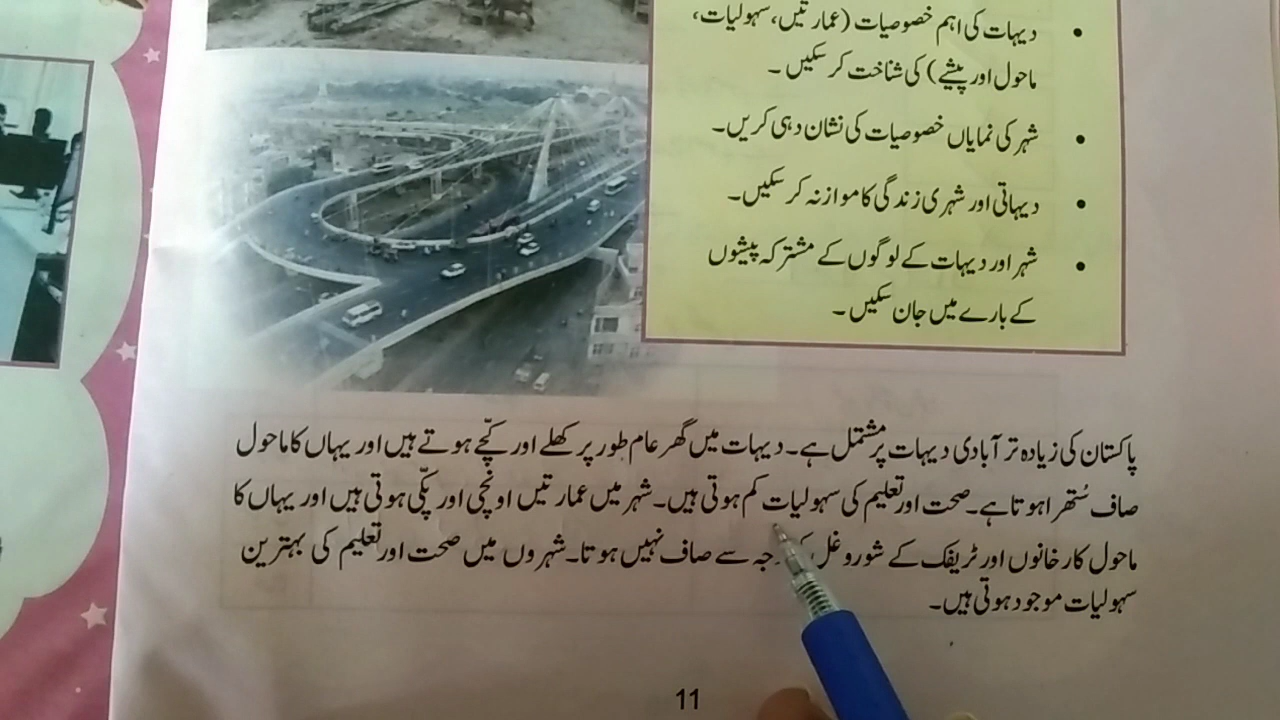 دیہات کی اہم خصوصیات (عمارتیں، سہولیات،
ماحول اور پیشے) کی شناخت کر سکیں ۔
شہر کی نمایاں خصوصیات کی نشان دہی کریں۔
دیہاتی اور شہری زندگی کا موازنہ کر سکیں۔
شہر اور دیہات کے لوگوں کے مشترکہ پیشوں
کے بارے میں جان سکیں ۔
پاکستان کی زیادہ تر آبادی دیہات پر مشتمل ہے۔ دیہات میں گھر عام طور پر کھلے اور کچّے ہوتے ہیں اور یہاں کا ماحول
صاف سُتھرا ہوتا ہے۔ صحت اور تعلیم کی سہولیات کم ہوتی ہیں۔ شہر میں عمارتیں اونچی اور پکّی ہوتی ہیں اور یہاں کا
ماحول کارخانوں اور ٹریفک کے شور و غل سے صاف نہیں ہوتا۔ شہروں میں صحت اور تعلیم کی بہترین
سہولیات موجود ہوتی ہیں۔
11